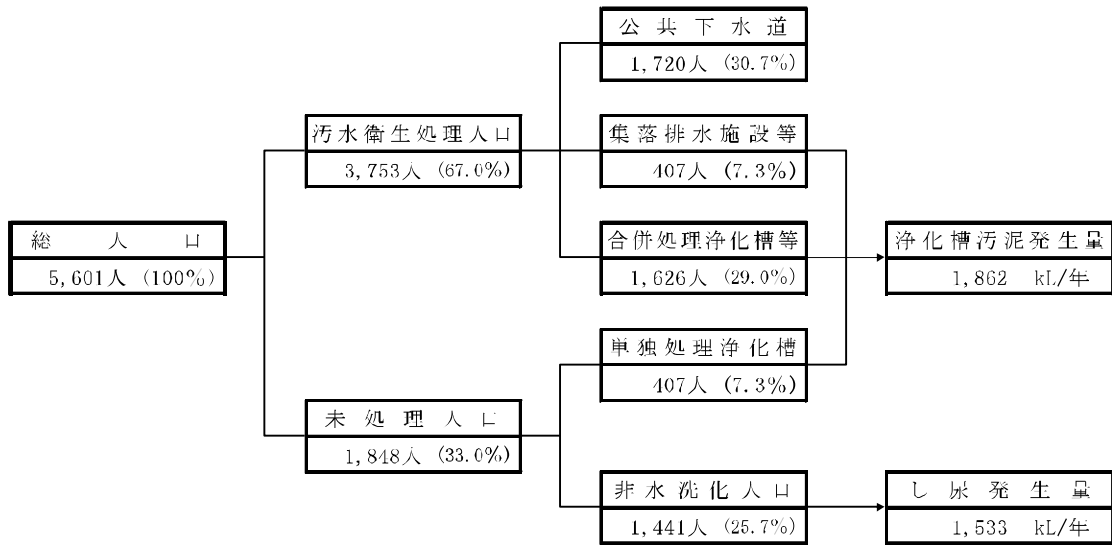 公共下水道
1,720人 (30.7%)
汚水衛生処理人口
3,753人 (67.0%)
集落排水施設等
407人 (7.3%)
総人口
5,601人 (100%)
合併処理浄化槽等
1,626人 (29.0%)
浄化槽汚泥発生量
1,862 kL/年
単独処理浄化槽
407人 (7.3%)
未処理人口
1,848人 (33.0%)
非水洗化人口
1,441人 (25.7%)
し尿発生量
1,533 kL/年